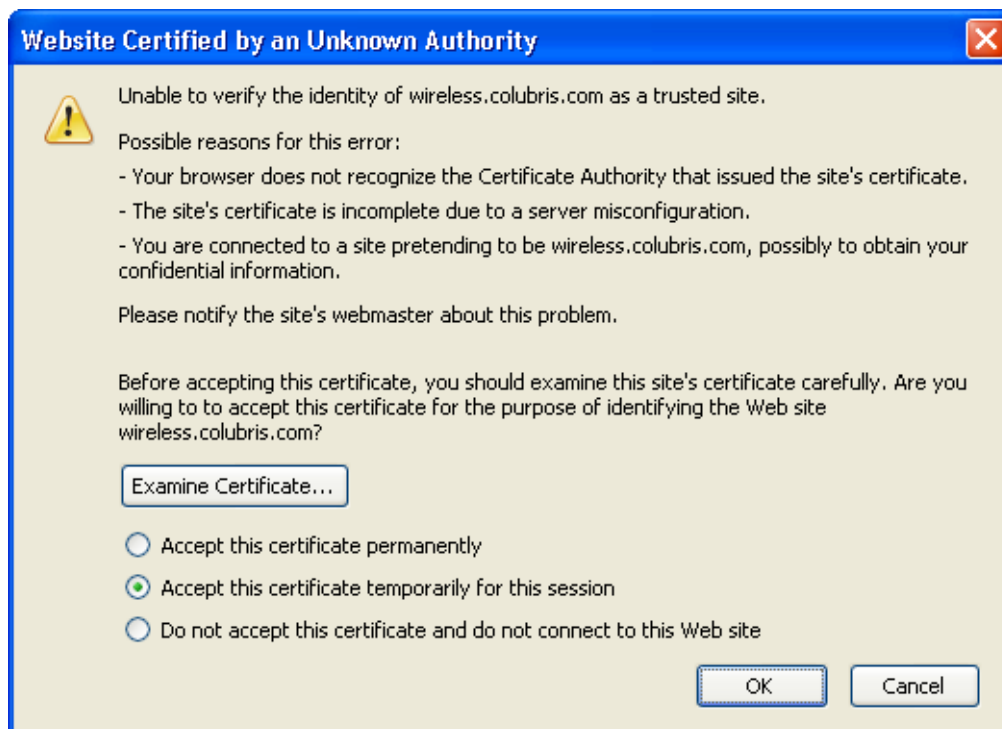 Website Certified by an Unknown Authority
Unable to verify the identity of wireless.colubris.com as a trusted site.
Possible reasons for this error:
- Your browser does not recognize the Certificate Authority that issued the site's certificate.
- The site's certificate is incomplete due to a server misconfiguration.
- You are connected to a site pretending to be wireless.colubris.com, possibly to obtain your
confidential information.
Please notify the site's webmaster about this problem.
Before accepting this certificate, you should examine this site's certificate carefully. Are you
willing to to accept this certificate for the purpose of identifying the Web site
wireless.colubris.com?
Examine Certificate...
Accept this certificate permanently
Accept this certificate temporarily for this session
Do not accept this certificate and do not connect to this Web site
OK
Cancel